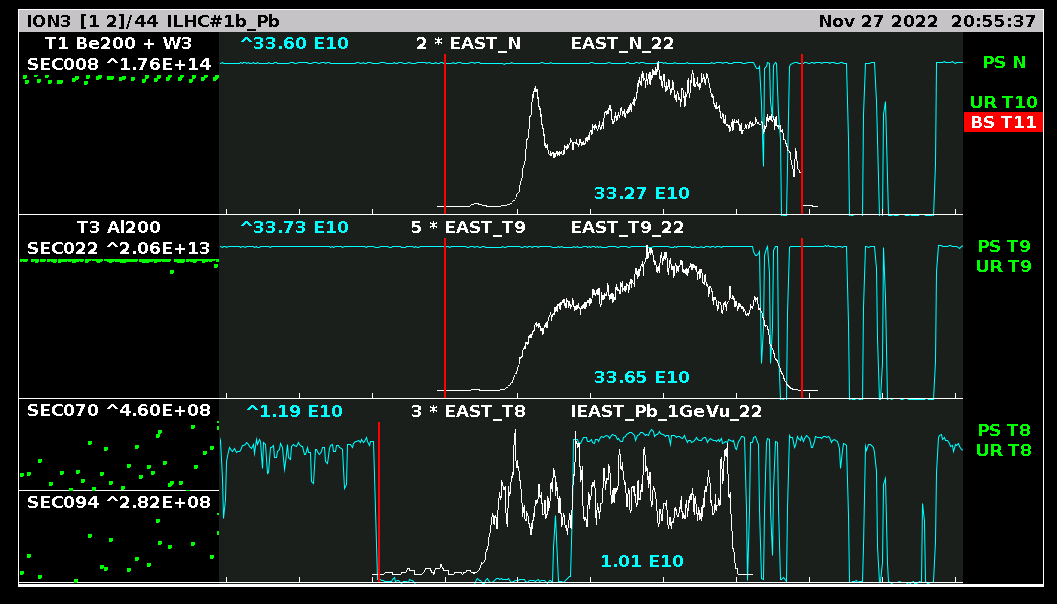 ION3 [1 2]/44 ILHC#1b_Pb Nov 27 2022 20:55:37
T1 Be200 + W3 ^33.60 E10 2 * EAST_N EAST_N_22
SEC008 ^1.76E+14 PS N
UR T10
BS T11
33.27 E10
T3 Al200 ^33.73 E10 5 * EAST_T9 EAST_T9_22
SEC022 ^2.06E+13 PS T9
UR T9
33.65 E10
SEC070 ^4.60E+08 ^1.19 E10 3 * EAST_T8 IEAST_Pb_1GeVu_22
PS T8
UR T8
SEC094 ^2.82E+08
1.01 E10